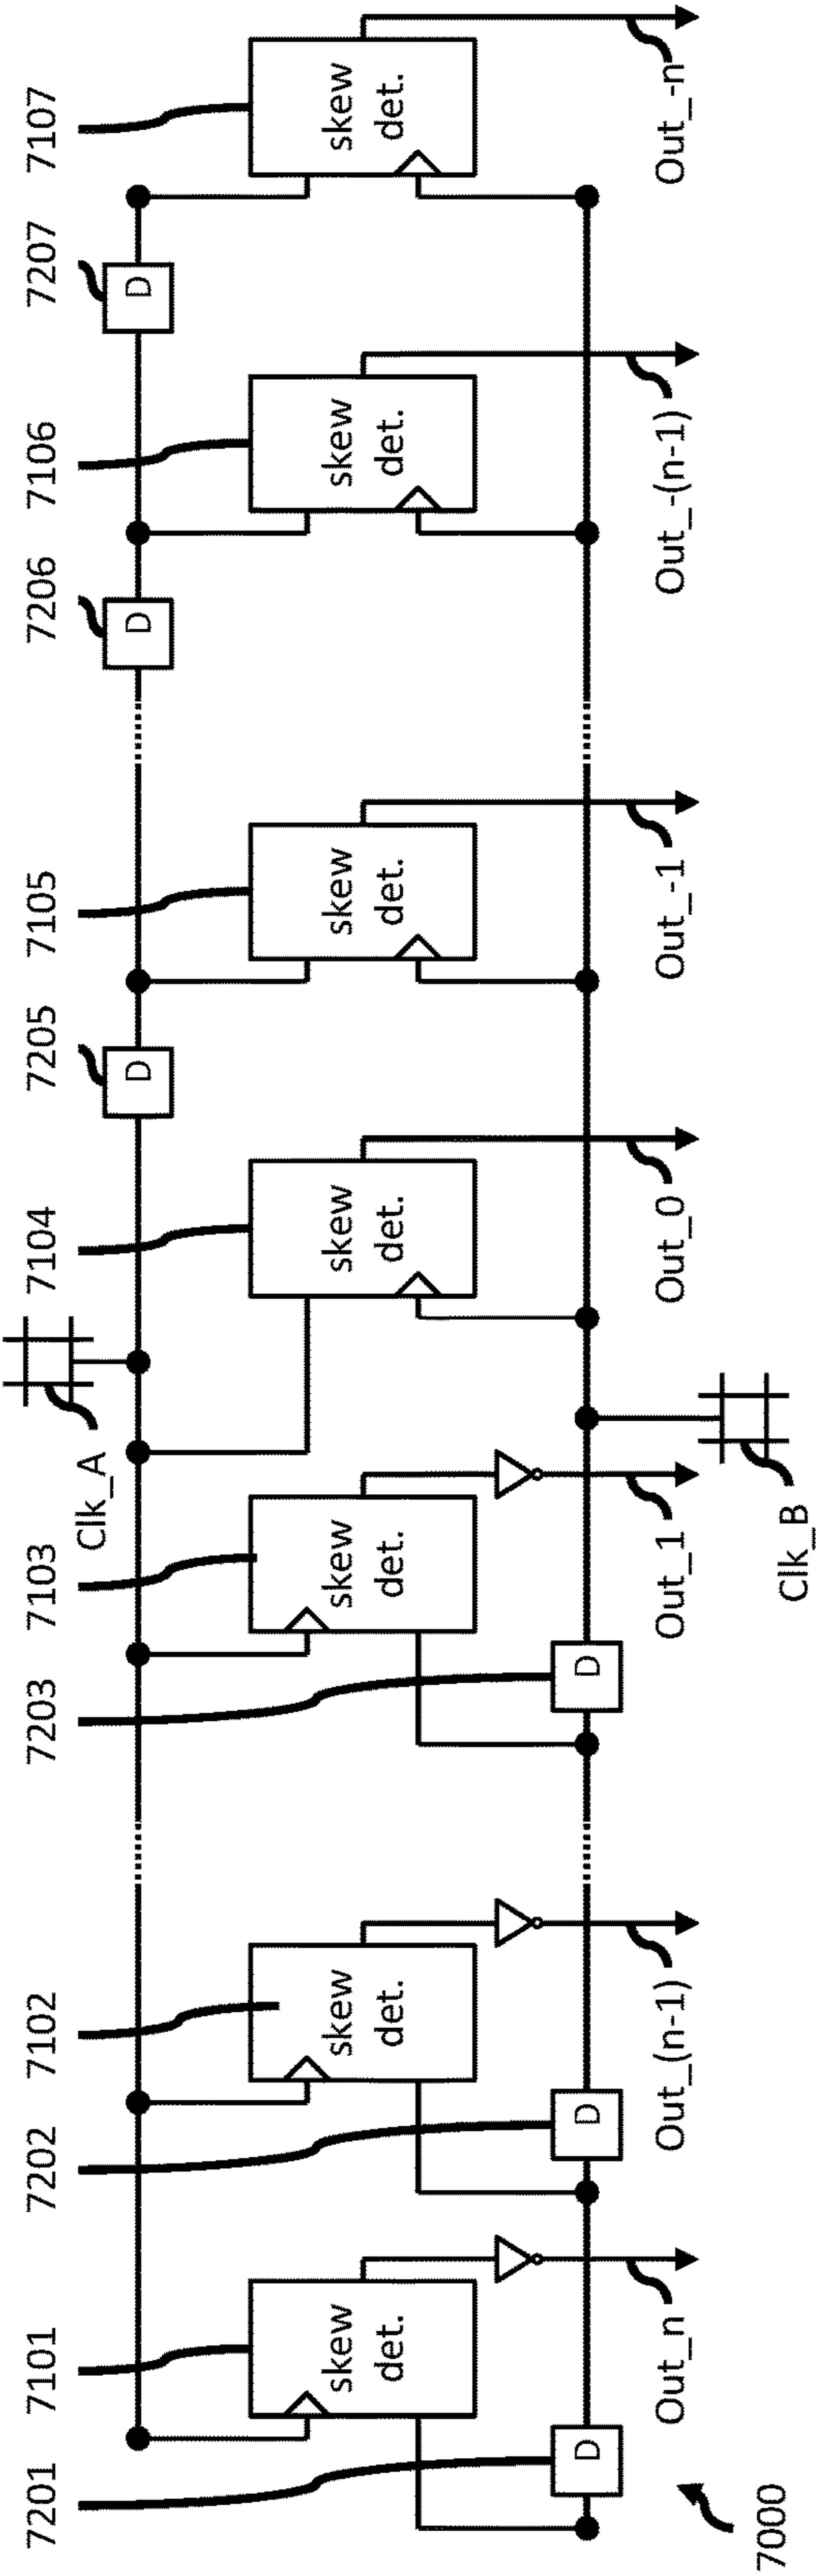 7201
7101
7202
7102
7203
7103
Clk_A
7104
7205
7105
7206
7106
7207
7107
D
D
D
skew
det.
skew
det.
skew
det.
skew
det.
skew
det.
skew
det.
skew
det.
D
D
D
Out_n
Out_(n-1)
Out_1
Out_0
Out_-1
Out_-(n-1)
Out_-n
7000
Clk_B